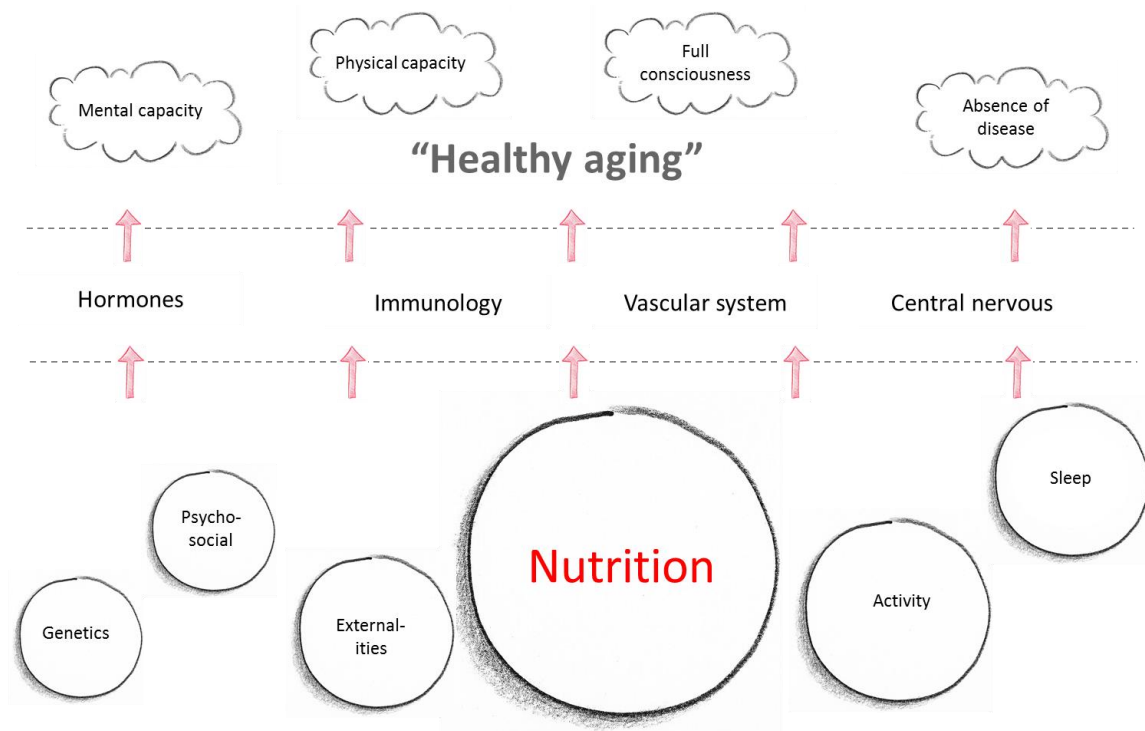 Mental capacity
Physical capacity
Full
consciousness
Absence of
disease
“Healthy aging”
Hormones
Immunology
Vascular system
Central nervous
Genetics
Psycho-
social
External-
ities
Nutrition
Activity
Sleep